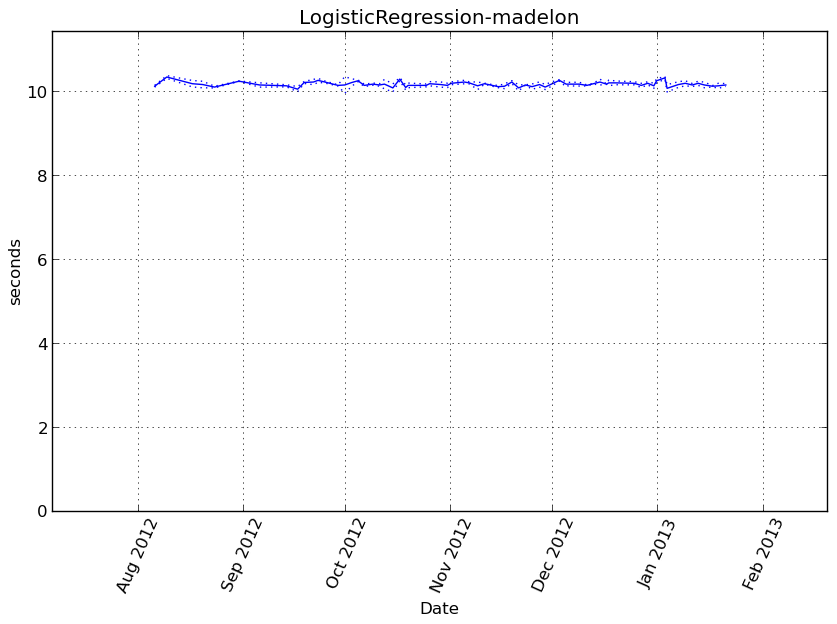 LogisticRegression-madelon
10
8
6
4
2
0
seconds
Aug 2012
Sep 2012
Oct 2012
Nov 2012
Dec 2012
Jan 2013
Feb 2013
Date